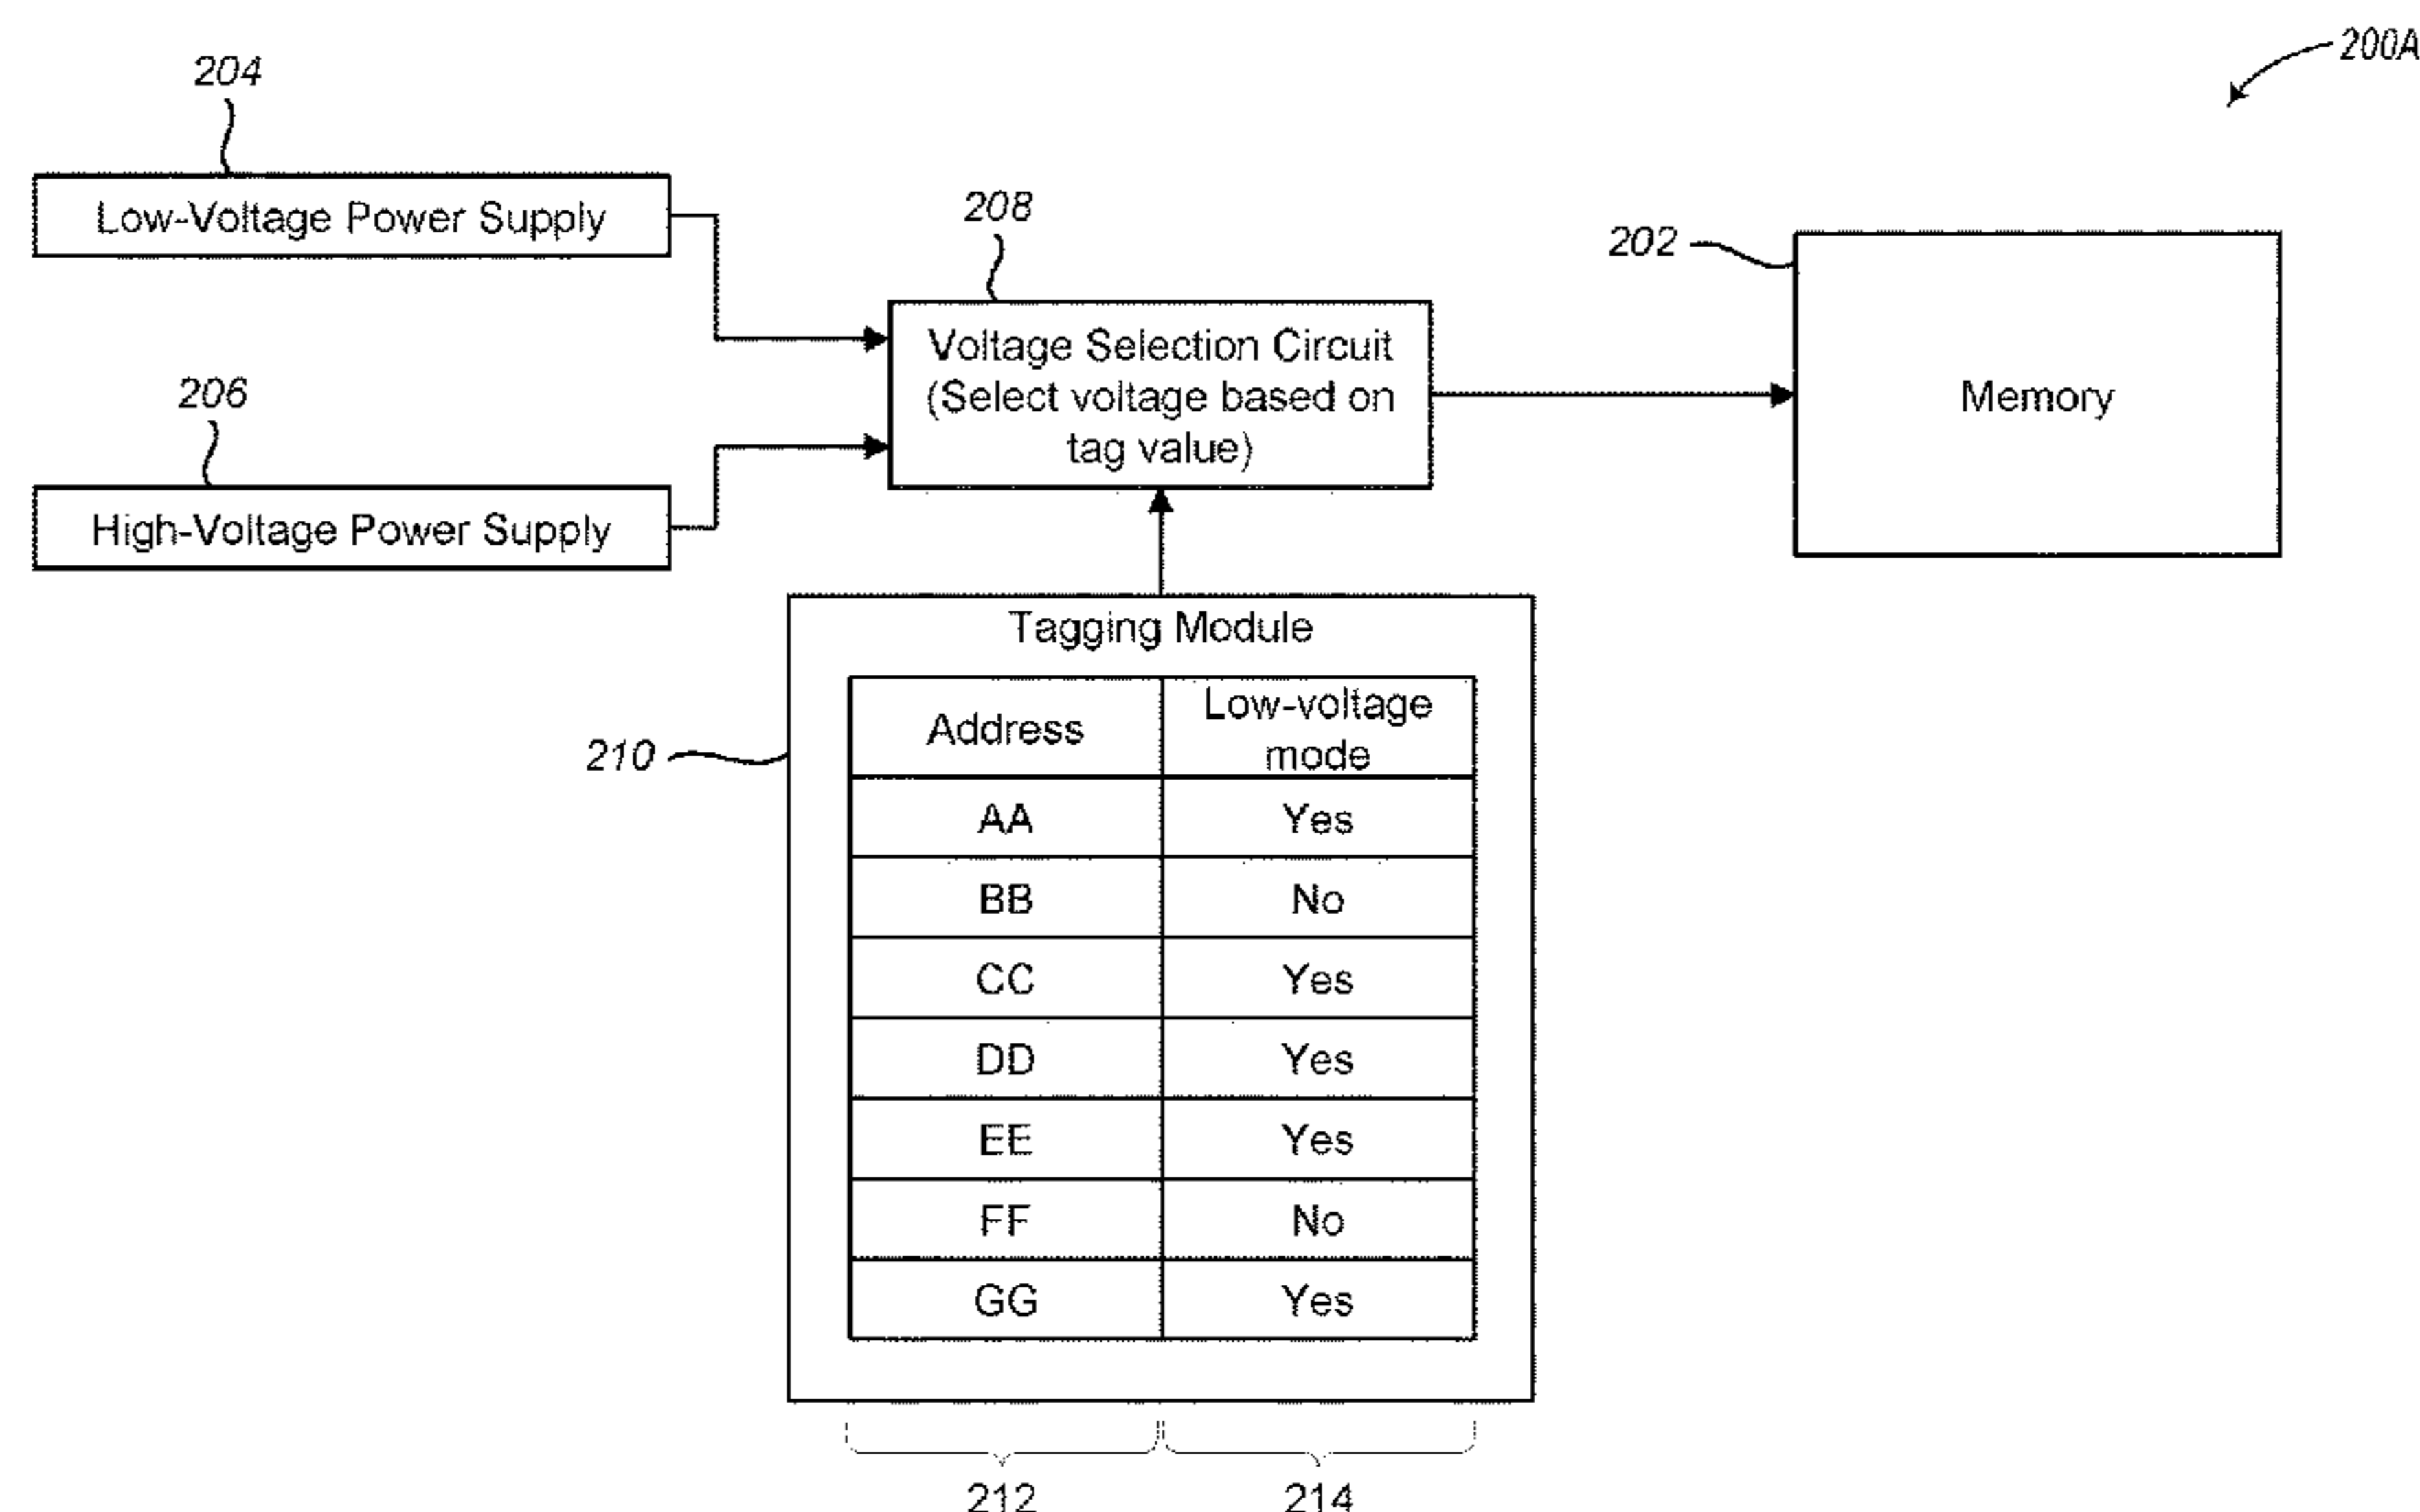 200A
204
Low-Voltage Power Supply
208
202
Voltage Selection Circuit
(Select voltage based on
tag value)
Memory
206
High-Voltage Power Supply
Tagging Module
210
Address
Low-voltage
mode
AA
Yes
BB
No
CC
Yes
DD
Yes
EE
Yes
FF
No
GG
Yes
212
214